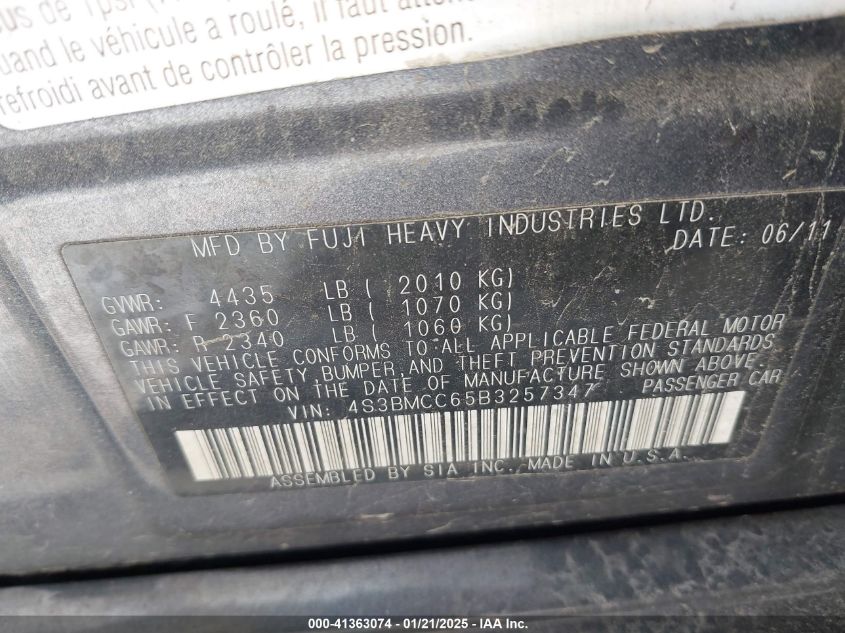 us de 1psi
uand le véhicule a roulé, il faut
refroidi avant de contrôler la pression.
MFD BY FUJI HEAVY INDUSTRIES LTD.
DATE: 06/11
GVWR: 4435 LB ( 2010 KG)
GAWR: F 2360 LB ( 1070 KG)
GAWR: R 2340 LB ( 1060 KG)
THIS VEHICLE CONFORMS TO ALL APPLICABLE FEDERAL MOTOR
VEHICLE SAFETY BUMPER, AND THEFT PREVENTION STANDARDS
IN EFFECT ON THE DATE OF MANUFACTURE SHOWN ABOVE.
VIN: 4S3BMCC65B3257347 PASSENGER CAR
ASSEMBLED BY SIA INC. MADE IN U.S.A.
000-41363074 / 01/21/2025 / IAA Inc.